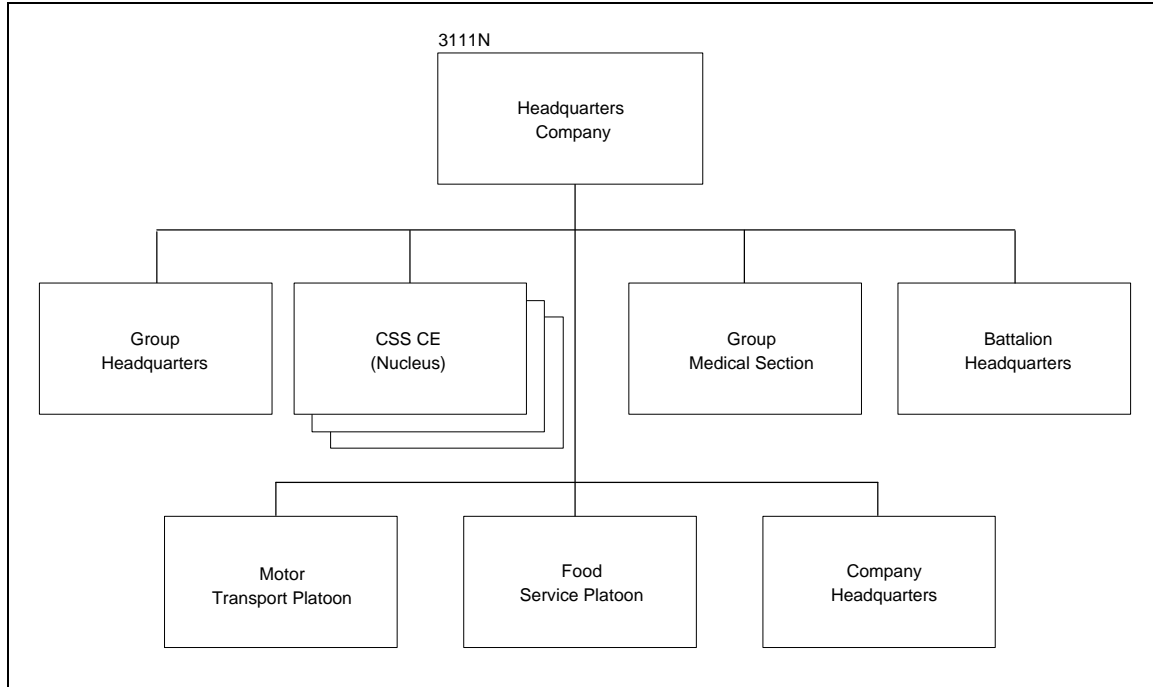 3111N
Headquarters
Company
Group
Headquarters
CSS CE
(Nucleus)
Group
Medical Section
Battalion
Headquarters
Motor
Transport Platoon
Food
Service Platoon
Company
Headquarters